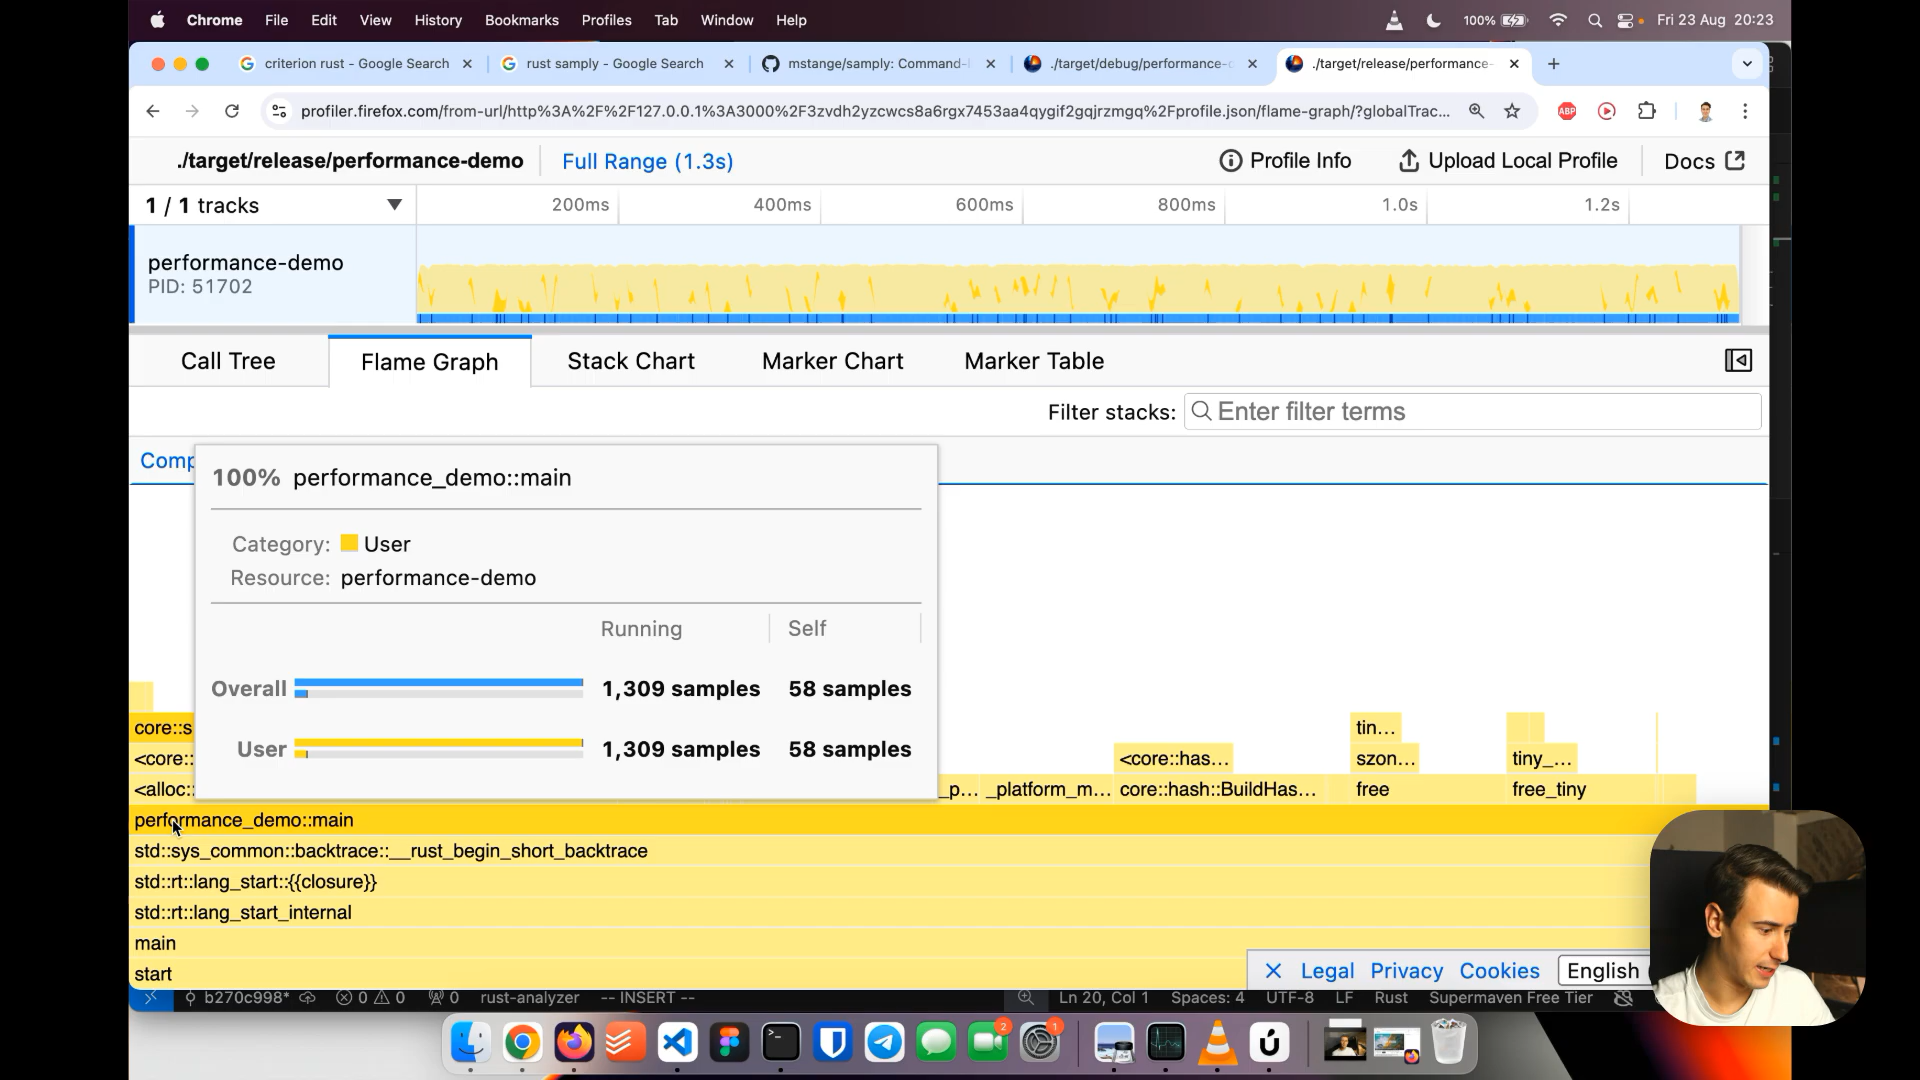 Chrome File Edit View History Bookmarks Profiles Tab Window Help 100% Fri 23 Aug 20:23
criterion rust - Google Search rust samply - Google Search mstange/samply: Command- ./target/debug/performance- ./target/release/performance-
profiler.firefox.com/from-url/http%3A%2F%2F127.0.0.1%3A3000%2F3zvdh2yzcwcs8a6rgx7453aa4qygif2gqjrzmgq%2Fprofile.json/flame-graph/?globalTrac... ABP
./target/release/performance-demo Full Range (1.3s) Profile Info Upload Local Profile Docs
1 / 1 tracks 200ms 400ms 600ms 800ms 1.0s 1.2s
performance-demo
PID: 51702
Call Tree Flame Graph Stack Chart Marker Chart Marker Table
Filter stacks: Enter filter terms
Comp
100% performance_demo::main
Category: User
Resource: performance-demo
Running Self
Overall 1,309 samples 58 samples
User 1,309 samples 58 samples
core::s tin...
<core:: <core::has... szon... tiny_...
<alloc: _p... _platform_m... core::hash::BuildHas... free free_tiny
performance_demo::main
std::sys_common::backtrace::__rust_begin_short_backtrace
std::rt::lang_start::{{closure}}
std::rt::lang_start_internal
main
start
Legal Privacy Cookies English
b270c998* 0 0 0 rust-analyzer -- INSERT -- Ln 20, Col 1 Spaces: 4 UTF-8 LF Rust Supermaven Free Tier
2 1